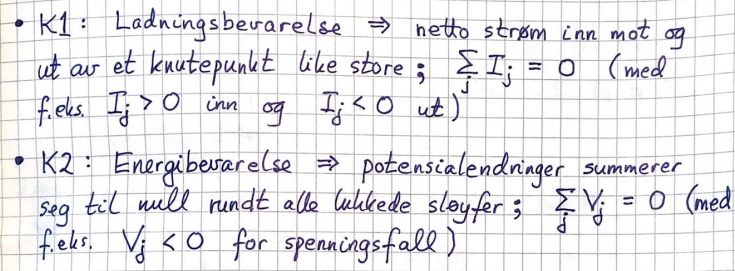 • K1: Ladningsbevarelse ⇒ netto strøm inn mot og
ut av et knutepunkt like store; ∑_j I_j = 0 (med
f.eks. I_j > 0 inn og I_j < 0 ut)
• K2: Energibevarelse ⇒ potensialendringer summerer
seg til null rundt alle lukkede sløyfer; ∑_j V_j = 0 (med
f.eks. V_j < 0 for spenningsfall)